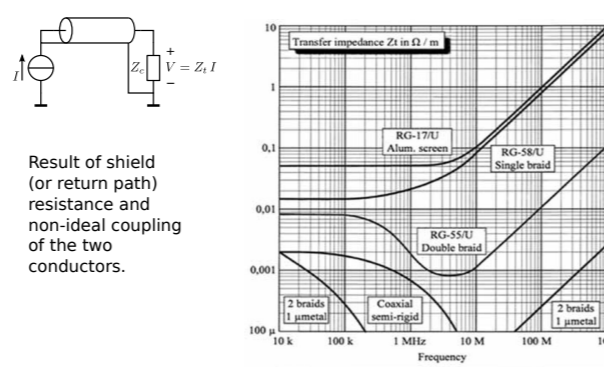 I
Z_c
+
V = Z_t I
−
Result of shield
(or return path)
resistance and
non-ideal coupling
of the two
conductors.
Transfer impedance Zt in Ω / m
10
1
0,1
0,01
0,001
100 µ
RG-17/U
Alum. screen
RG-58/U
Single braid
RG-55/U
Double braid
2 braids
1 µmetal
Coaxial
semi-rigid
2 braids
1 µmetal
10 k
100 k
1 MHz
10 M
100 M
Frequency